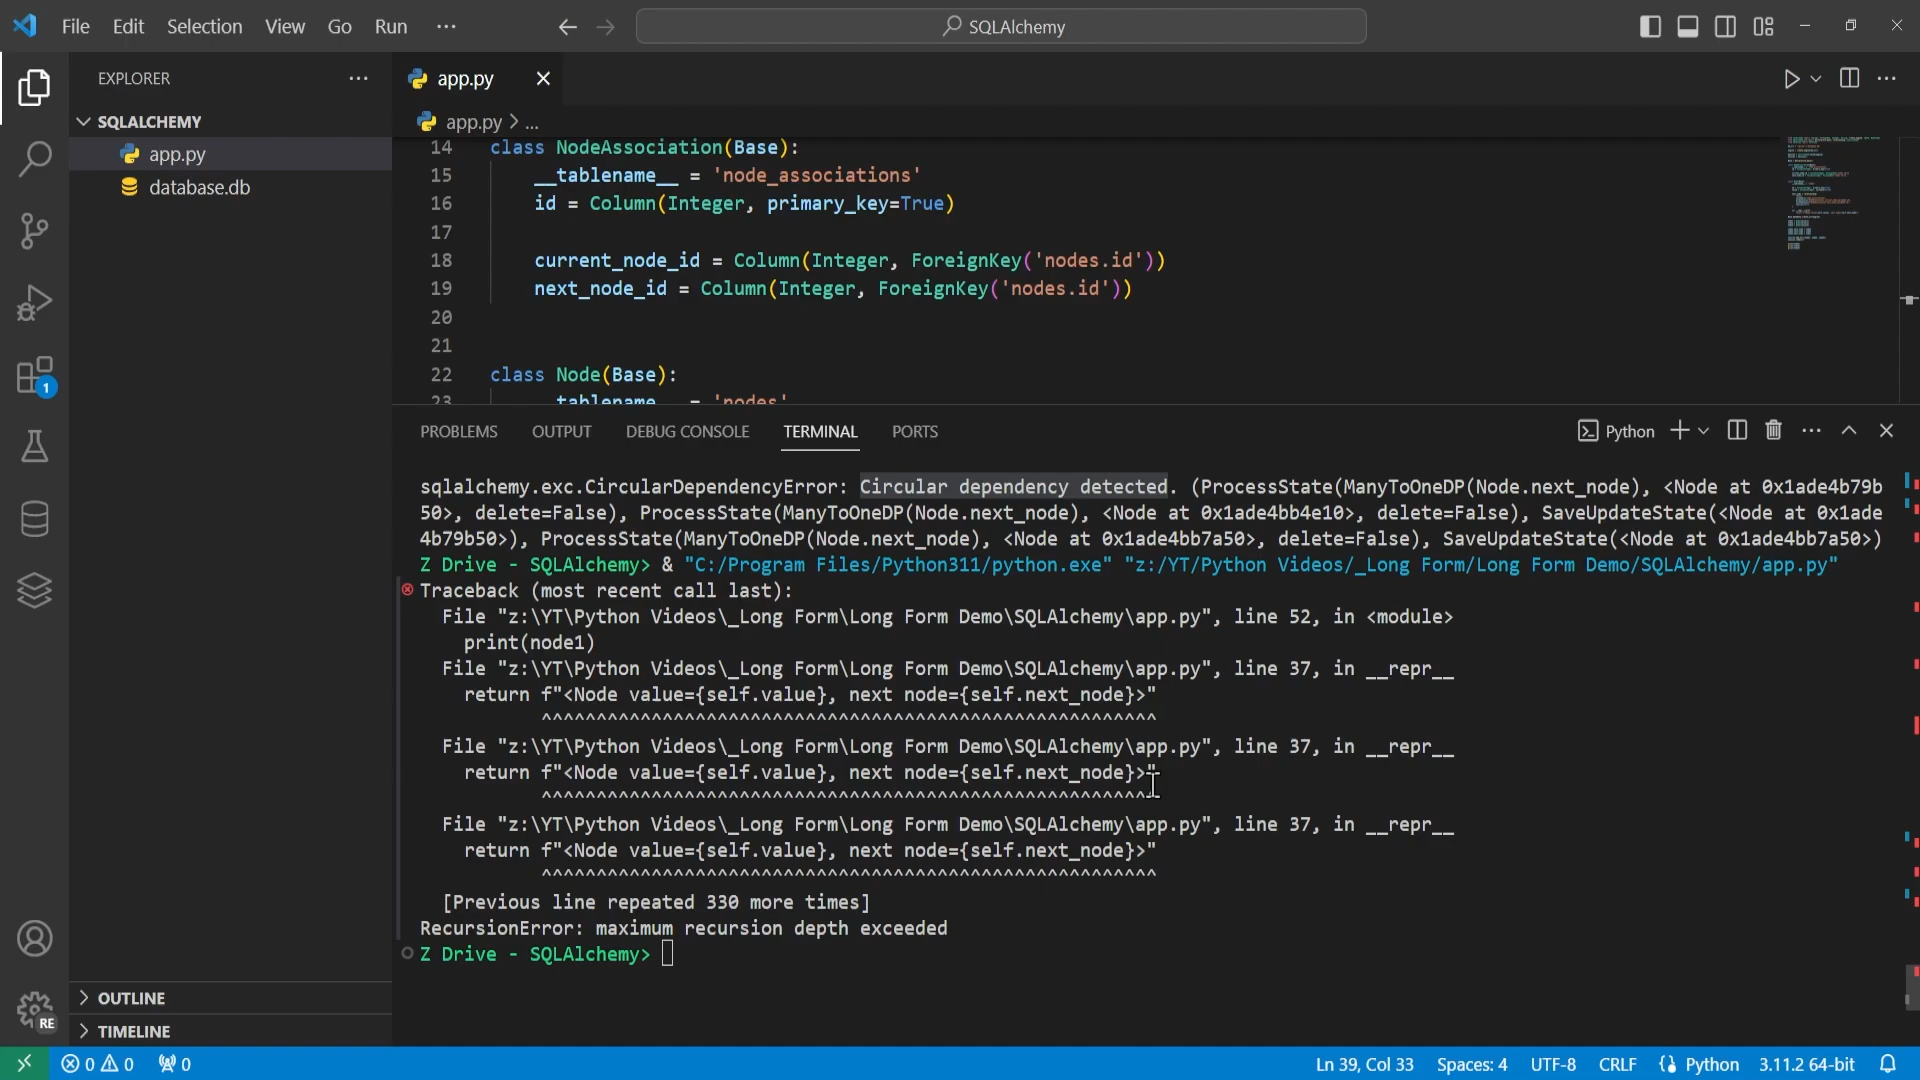 File Edit Selection View Go Run ···
SQLAlchemy
EXPLORER
SQLALCHEMY
app.py
database.db
OUTLINE
TIMELINE
app.py
app.py > ...
14 class NodeAssociation(Base):
15 __tablename__ = 'node_associations'
16 id = Column(Integer, primary_key=True)
17
18 current_node_id = Column(Integer, ForeignKey('nodes.id'))
19 next_node_id = Column(Integer, ForeignKey('nodes.id'))
20
21
22 class Node(Base):
23 __tablename__ = 'nodes'
PROBLEMS OUTPUT DEBUG CONSOLE TERMINAL PORTS
Python
sqlalchemy.exc.CircularDependencyError: Circular dependency detected. (ProcessState(ManyToOneDP(Node.next_node), <Node at 0x1ade4b79b
50>, delete=False), ProcessState(ManyToOneDP(Node.next_node), <Node at 0x1ade4bb4e10>, delete=False), SaveUpdateState(<Node at 0x1ade
4b79b50>), ProcessState(ManyToOneDP(Node.next_node), <Node at 0x1ade4bb7a50>, delete=False), SaveUpdateState(<Node at 0x1ade4bb7a50>)
Z Drive - SQLAlchemy> & "C:/Program Files/Python311/python.exe" "z:/YT/Python Videos/_Long Form/Long Form Demo/SQLAlchemy/app.py"
Traceback (most recent call last):
File "z:\YT\Python Videos\_Long Form\Long Form Demo\SQLAlchemy\app.py", line 52, in <module>
print(node1)
File "z:\YT\Python Videos\_Long Form\Long Form Demo\SQLAlchemy\app.py", line 37, in __repr__
return f"<Node value={self.value}, next node={self.next_node}>"
^^^^^^^^^^^^^^^^^^^^^^^^^^^^^^^^^^^^^^^^^^^^^^^^^^^^^^^^
File "z:\YT\Python Videos\_Long Form\Long Form Demo\SQLAlchemy\app.py", line 37, in __repr__
return f"<Node value={self.value}, next node={self.next_node}>"
^^^^^^^^^^^^^^^^^^^^^^^^^^^^^^^^^^^^^^^^^^^^^^^^^^^^^^^^
File "z:\YT\Python Videos\_Long Form\Long Form Demo\SQLAlchemy\app.py", line 37, in __repr__
return f"<Node value={self.value}, next node={self.next_node}>"
^^^^^^^^^^^^^^^^^^^^^^^^^^^^^^^^^^^^^^^^^^^^^^^^^^^^^^^^
[Previous line repeated 330 more times]
RecursionError: maximum recursion depth exceeded
Z Drive - SQLAlchemy>
1
RE
0 0 0
Ln 39, Col 33 Spaces: 4 UTF-8 CRLF Python 3.11.2 64-bit